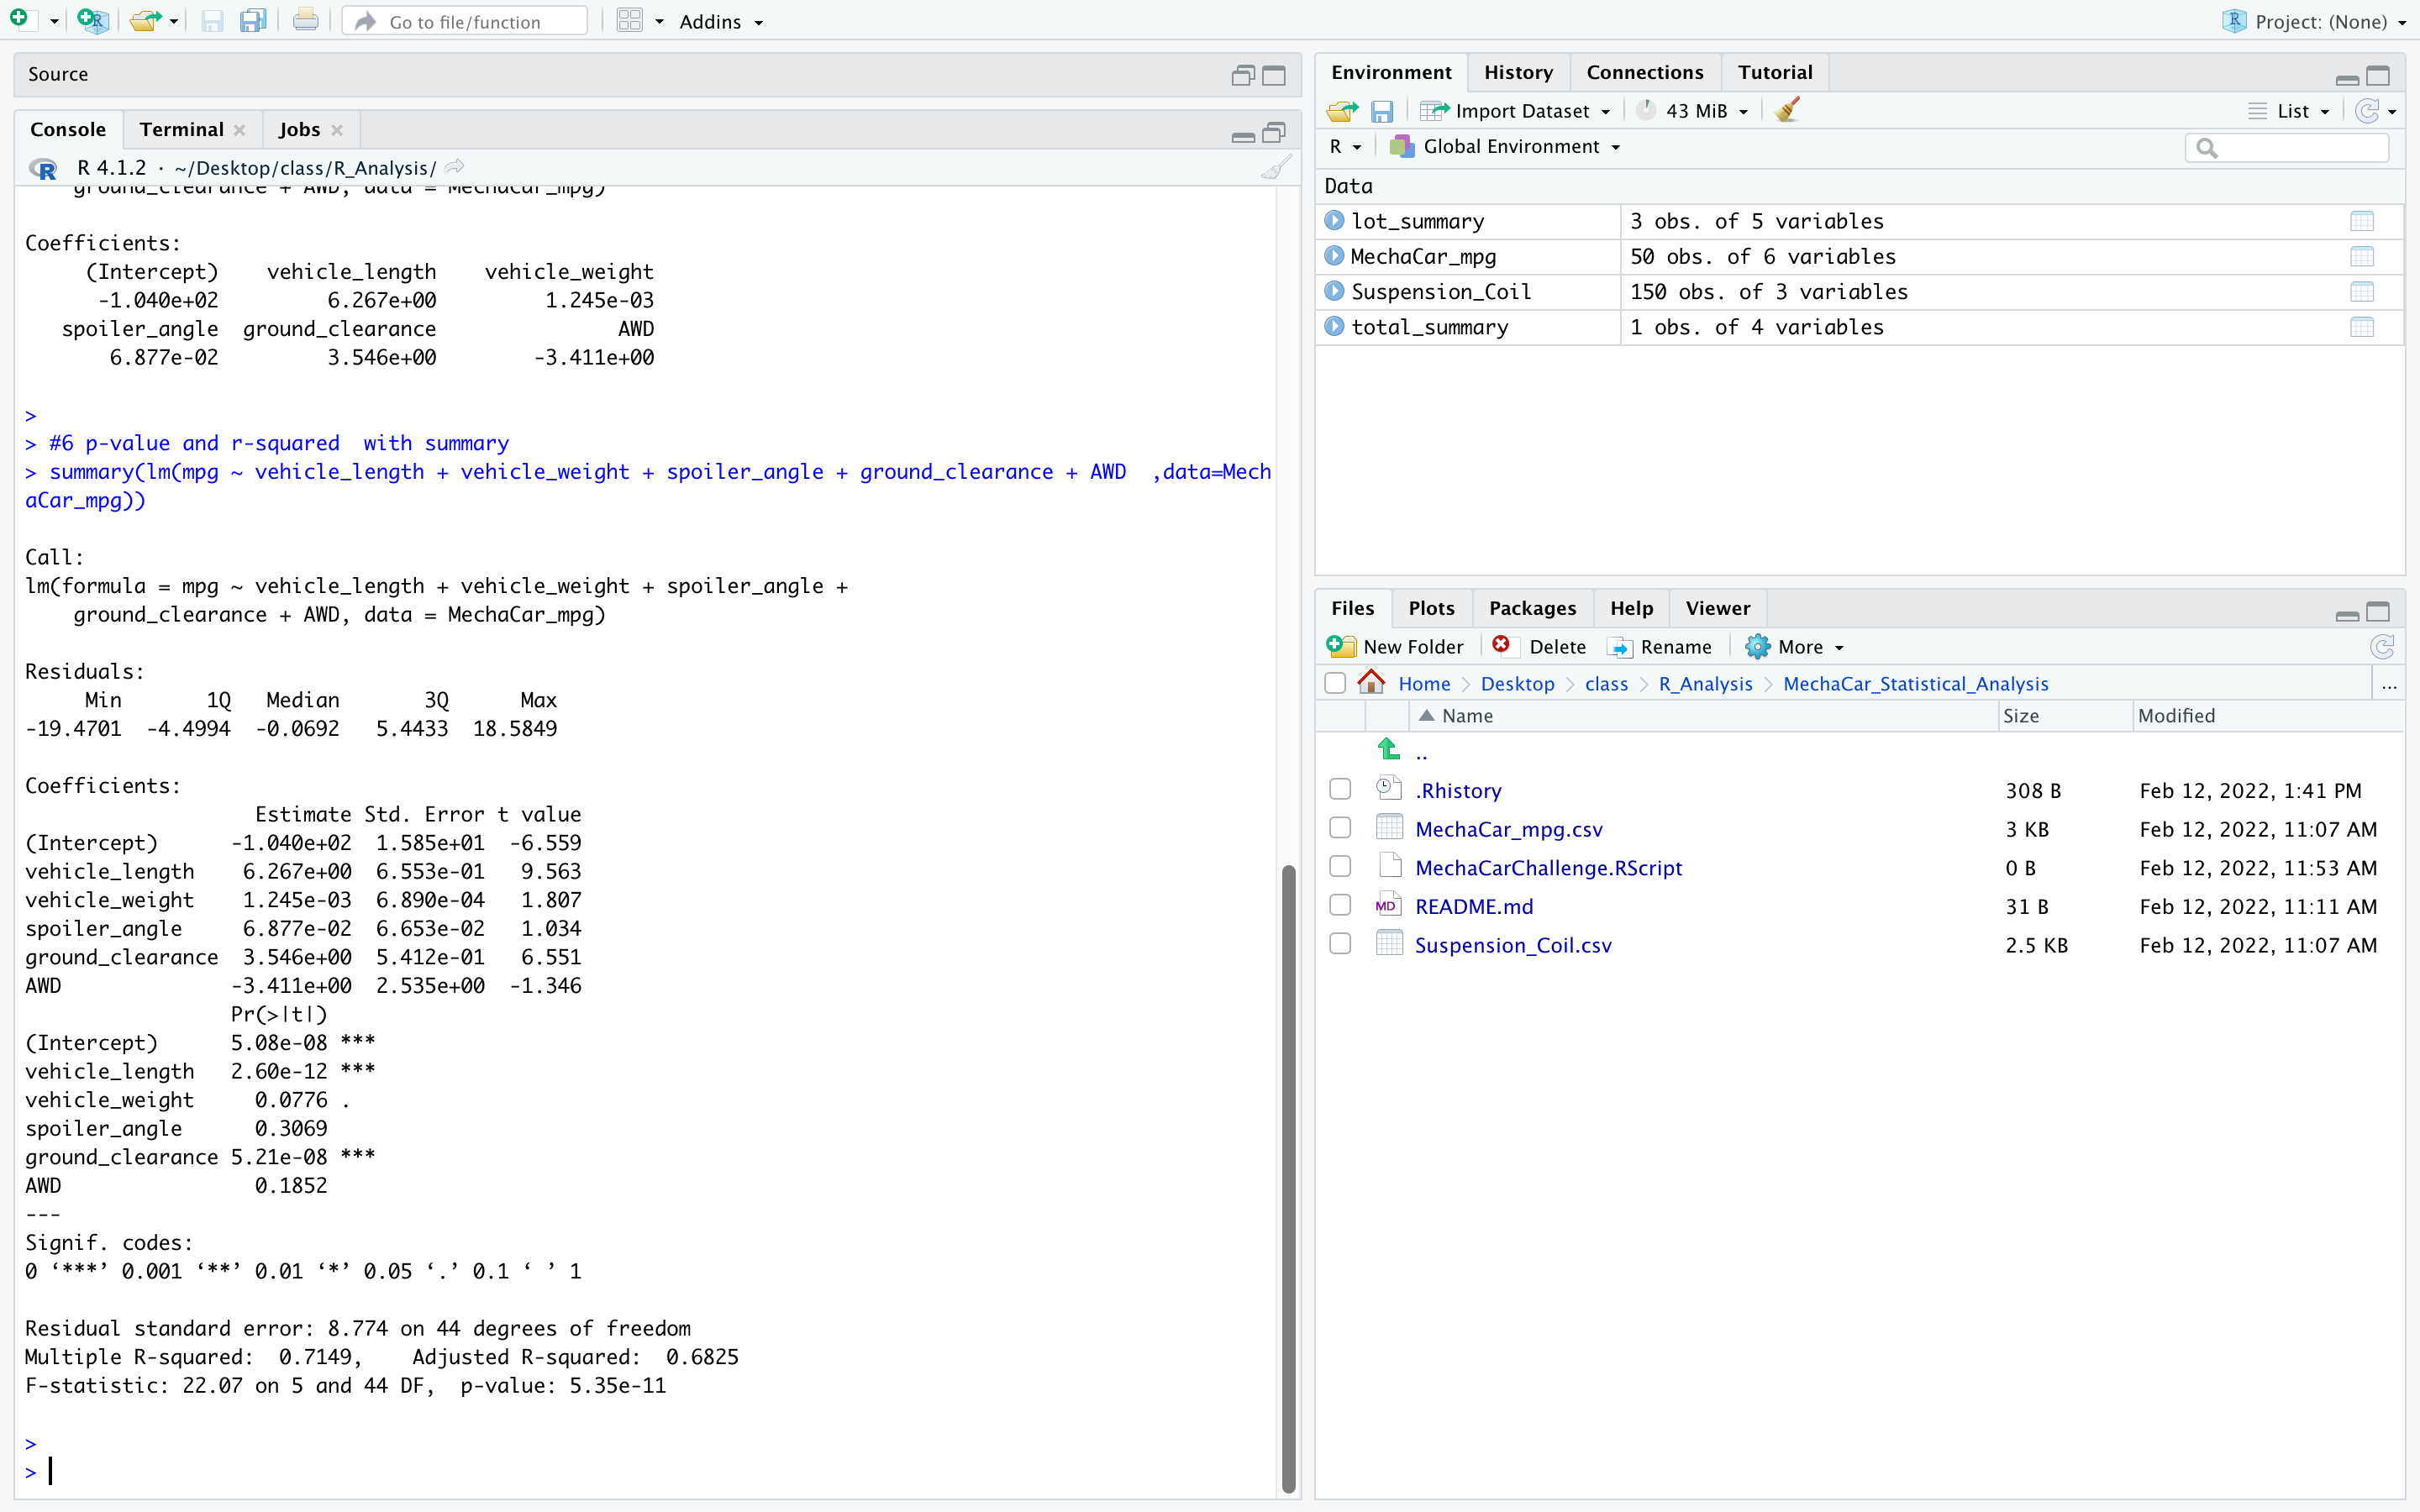 Go to file/function
Addins
Project: (None)
Source
Console Terminal Jobs
R 4.1.2 · ~/Desktop/class/R_Analysis/
ground_clearance + AWD, data = MechaCar_mpg)
Coefficients:
(Intercept) vehicle_length vehicle_weight
-1.040e+02 6.267e+00 1.245e-03
spoiler_angle ground_clearance AWD
6.877e-02 3.546e+00 -3.411e+00
>
> #6 p-value and r-squared  with summary
> summary(lm(mpg ~ vehicle_length + vehicle_weight + spoiler_angle + ground_clearance + AWD  ,data=Mech
aCar_mpg))
Call:
lm(formula = mpg ~ vehicle_length + vehicle_weight + spoiler_angle +
ground_clearance + AWD, data = MechaCar_mpg)
Residuals:
Min 1Q Median 3Q Max
-19.4701 -4.4994 -0.0692 5.4433 18.5849
Coefficients:
Estimate Std. Error t value
(Intercept) -1.040e+02 1.585e+01 -6.559
vehicle_length 6.267e+00 6.553e-01 9.563
vehicle_weight 1.245e-03 6.890e-04 1.807
spoiler_angle 6.877e-02 6.653e-02 1.034
ground_clearance 3.546e+00 5.412e-01 6.551
AWD -3.411e+00 2.535e+00 -1.346
Pr(>|t|)
(Intercept) 5.08e-08 ***
vehicle_length 2.60e-12 ***
vehicle_weight 0.0776 .
spoiler_angle 0.3069
ground_clearance 5.21e-08 ***
AWD 0.1852
---
Signif. codes:
0 ‘***’ 0.001 ‘**’ 0.01 ‘*’ 0.05 ‘.’ 0.1 ‘ ’ 1
Residual standard error: 8.774 on 44 degrees of freedom
Multiple R-squared:  0.7149,    Adjusted R-squared:  0.6825
F-statistic: 22.07 on 5 and 44 DF,  p-value: 5.35e-11
>
>
Environment History Connections Tutorial
Import Dataset 43 MiB List
R Global Environment
Data
lot_summary 3 obs. of 5 variables
MechaCar_mpg 50 obs. of 6 variables
Suspension_Coil 150 obs. of 3 variables
total_summary 1 obs. of 4 variables
Files Plots Packages Help Viewer
New Folder Delete Rename More
Home > Desktop > class > R_Analysis > MechaCar_Statistical_Analysis ...
Name Size Modified
..
.Rhistory 308 B Feb 12, 2022, 1:41 PM
MechaCar_mpg.csv 3 KB Feb 12, 2022, 11:07 AM
MechaCarChallenge.RScript 0 B Feb 12, 2022, 11:53 AM
MD README.md 31 B Feb 12, 2022, 11:11 AM
Suspension_Coil.csv 2.5 KB Feb 12, 2022, 11:07 AM